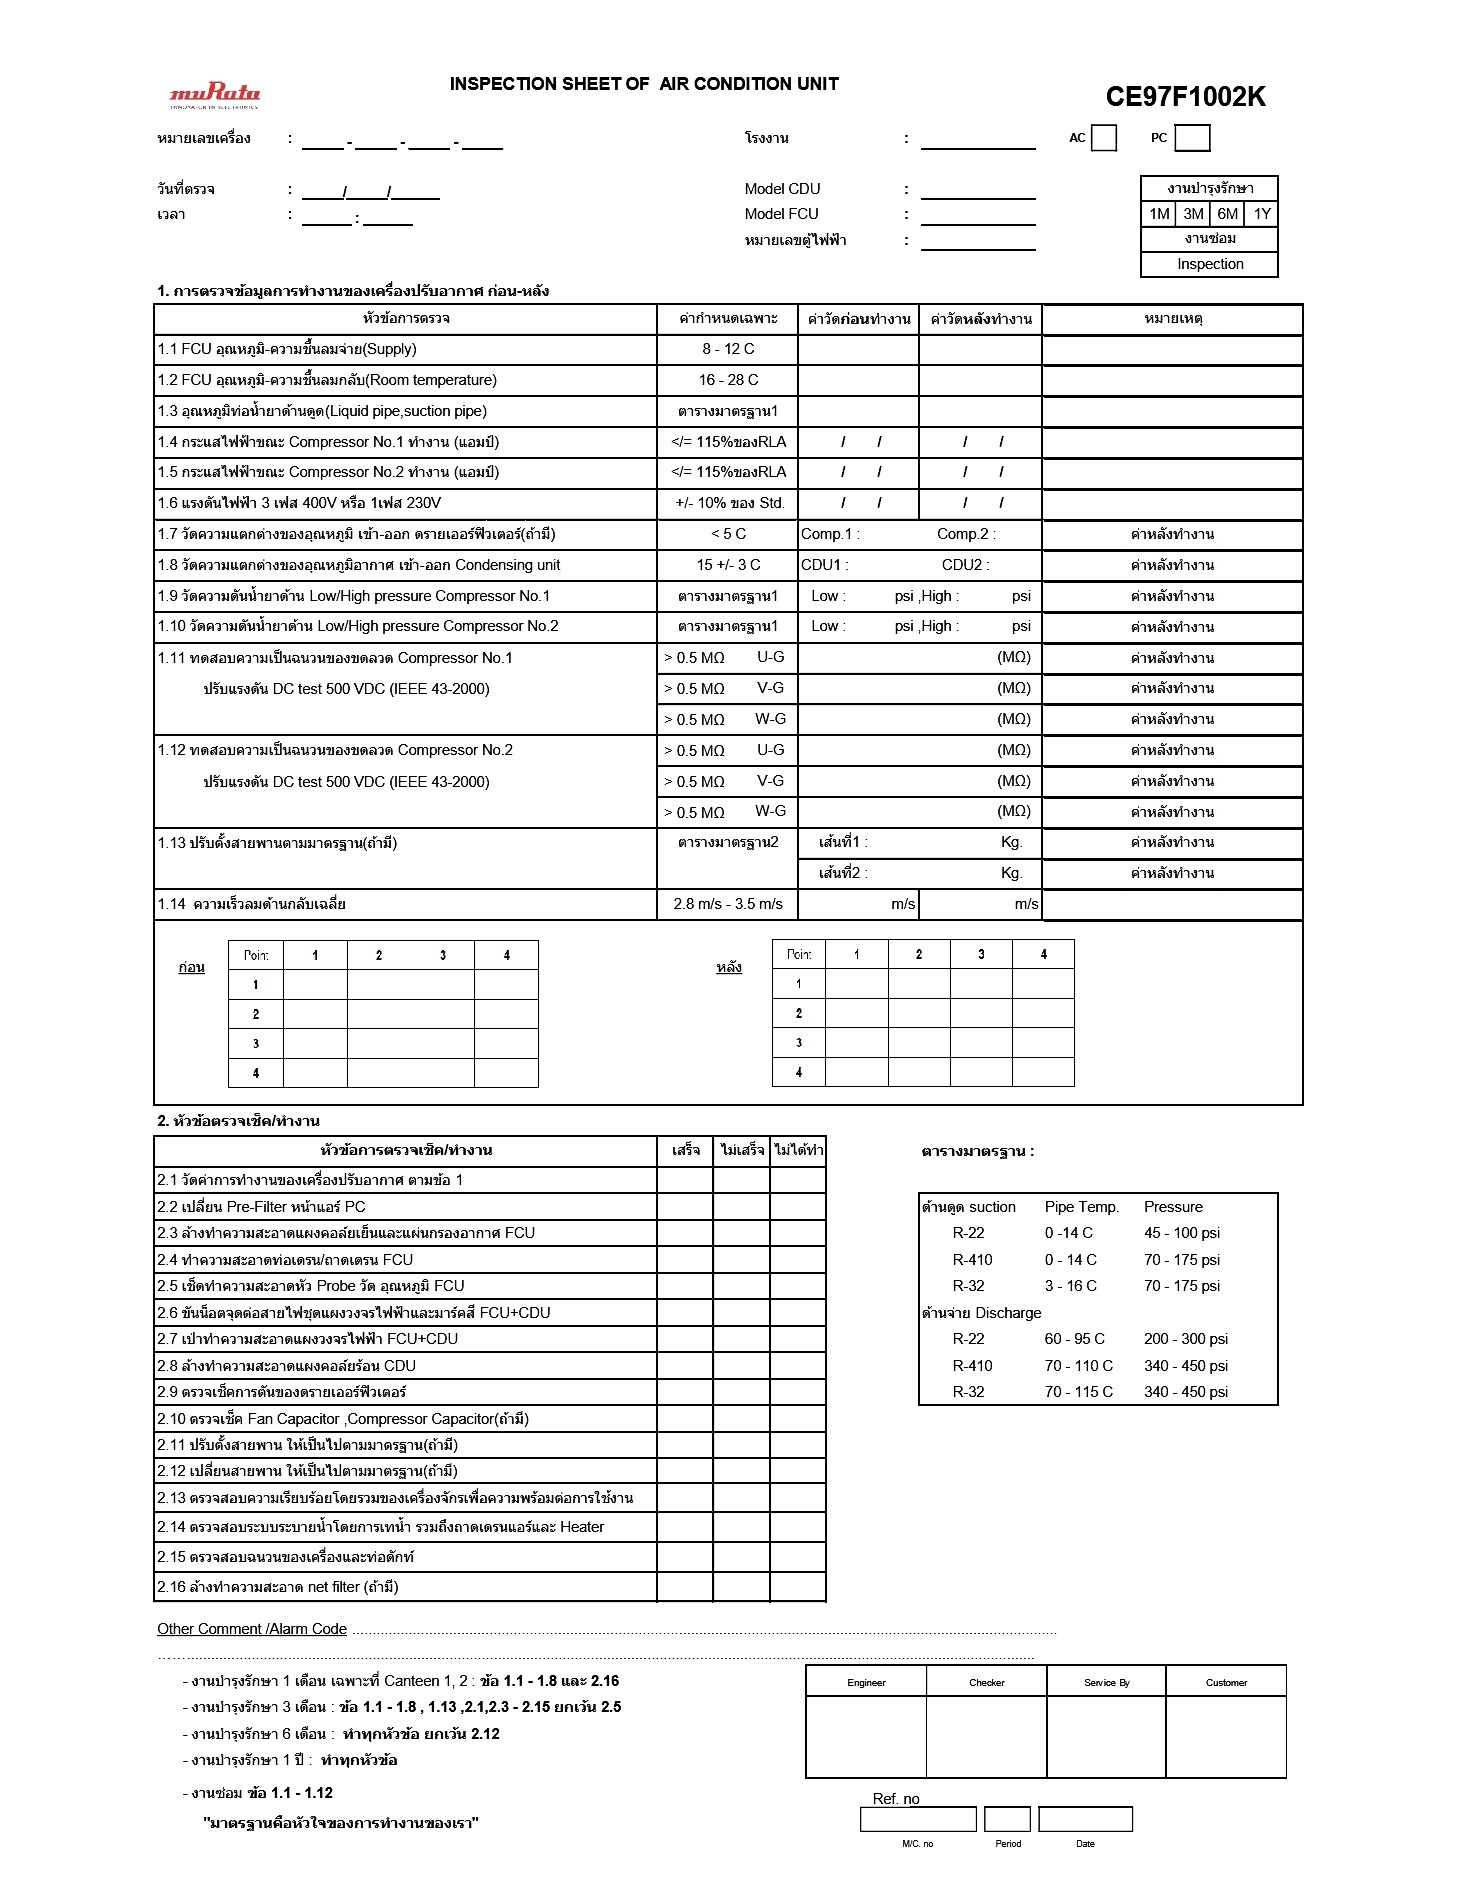 muRata
INNOVATOR IN ELECTRONICS
INSPECTION SHEET OF  AIR CONDITION UNIT
CE97F1002K
หมายเลขเครื่อง : ____ - ____ - ____ - ____ โรงงาน : AC PC
วันที่ตรวจ : ____/____/____ Model CDU : งานบำรุงรักษา
เวลา : ____ : ____ Model FCU : 1M 3M 6M 1Y
หมายเลขตู้ไฟฟ้า : งานซ่อม
Inspection
1. การตรวจข้อมูลการทำงานของเครื่องปรับอากาศ ก่อน-หลัง
หัวข้อการตรวจ ค่ากำหนดเฉพาะ ค่าวัดก่อนทำงาน ค่าวัดหลังทำงาน หมายเหตุ
1.1 FCU อุณหภูมิ-ความชื้นลมจ่าย(Supply) 8 - 12 C
1.2 FCU อุณหภูมิ-ความชื้นลมกลับ(Room temperature) 16 - 28 C
1.3 อุณหภูมิท่อน้ำยาด้านดูด(Liquid pipe,suction pipe) ตารางมาตรฐาน1
1.4 กระแสไฟฟ้าขณะ Compressor No.1 ทำงาน (แอมป์) </= 115%ของRLA / / / /
1.5 กระแสไฟฟ้าขณะ Compressor No.2 ทำงาน (แอมป์) </= 115%ของRLA / / / /
1.6 แรงดันไฟฟ้า 3 เฟส 400V หรือ 1เฟส 230V +/- 10% ของ Std. / / / /
1.7 วัดความแตกต่างของอุณหภูมิ เข้า-ออก ดรายเออร์ฟิวเตอร์(ถ้ามี) < 5 C Comp.1 : Comp.2 : ค่าหลังทำงาน
1.8 วัดความแตกต่างของอุณหภูมิอากาศ เข้า-ออก Condensing unit 15 +/- 3 C CDU1 : CDU2 : ค่าหลังทำงาน
1.9 วัดความดันน้ำยาด้าน Low/High pressure Compressor No.1 ตารางมาตรฐาน1 Low : psi ,High : psi ค่าหลังทำงาน
1.10 วัดความดันน้ำยาด้าน Low/High pressure Compressor No.2 ตารางมาตรฐาน1 Low : psi ,High : psi ค่าหลังทำงาน
1.11 ทดสอบความเป็นฉนวนของขดลวด Compressor No.1 > 0.5 MΩ U-G (MΩ) ค่าหลังทำงาน
ปรับแรงดัน DC test 500 VDC (IEEE 43-2000) > 0.5 MΩ V-G (MΩ) ค่าหลังทำงาน
> 0.5 MΩ W-G (MΩ) ค่าหลังทำงาน
1.12 ทดสอบความเป็นฉนวนของขดลวด Compressor No.2 > 0.5 MΩ U-G (MΩ) ค่าหลังทำงาน
ปรับแรงดัน DC test 500 VDC (IEEE 43-2000) > 0.5 MΩ V-G (MΩ) ค่าหลังทำงาน
> 0.5 MΩ W-G (MΩ) ค่าหลังทำงาน
1.13 ปรับตั้งสายพานตามมาตรฐาน(ถ้ามี) ตารางมาตรฐาน2 เส้นที่1 : Kg. ค่าหลังทำงาน
เส้นที่2 : Kg. ค่าหลังทำงาน
1.14  ความเร็วลมด้านกลับเฉลี่ย 2.8 m/s - 3.5 m/s m/s m/s
ก่อน Point 1 2 3 4 หลัง Point 1 2 3 4
1 1
2 2
3 3
4 4
2. หัวข้อตรวจเช็ค/ทำงาน
หัวข้อการตรวจเช็ค/ทำงาน เสร็จ ไม่เสร็จ ไม่ได้ทำ ตารางมาตรฐาน :
2.1 วัดค่าการทำงานของเครื่องปรับอากาศ ตามข้อ 1
2.2 เปลี่ยน Pre-Filter หน้าแอร์ PC ด้านดูด suction Pipe Temp. Pressure
2.3 ล้างทำความสะอาดแผงคอล์ยเย็นและแผ่นกรองอากาศ FCU R-22 0 -14 C 45 - 100 psi
2.4 ทำความสะอาดท่อเดรน/ถาดเดรน FCU R-410 0 - 14 C 70 - 175 psi
2.5 เช็ดทำความสะอาดหัว Probe วัด อุณหภูมิ FCU R-32 3 - 16 C 70 - 175 psi
2.6 ขันน็อตจุดต่อสายไฟชุดแผงวงจรไฟฟ้าและมาร์คสี FCU+CDU ด้านจ่าย Discharge
2.7 เป่าทำความสะอาดแผงวงจรไฟฟ้า FCU+CDU R-22 60 - 95 C 200 - 300 psi
2.8 ล้างทำความสะอาดแผงคอล์ยร้อน CDU R-410 70 - 110 C 340 - 450 psi
2.9 ตรวจเช็คการตันของดรายเออร์ฟิวเตอร์ R-32 70 - 115 C 340 - 450 psi
2.10 ตรวจเช็ค Fan Capacitor ,Compressor Capacitor(ถ้ามี)
2.11 ปรับตั้งสายพาน ให้เป็นไปตามมาตรฐาน(ถ้ามี)
2.12 เปลี่ยนสายพาน ให้เป็นไปตามมาตรฐาน(ถ้ามี)
2.13 ตรวจสอบความเรียบร้อยโดยรวมของเครื่องจักรเพื่อความพร้อมต่อการใช้งาน
2.14 ตรวจสอบระบบระบายน้ำโดยการเทน้ำ รวมถึงถาดเดรนแอร์และ Heater
2.15 ตรวจสอบฉนวนของเครื่องและท่อดักท์
2.16 ล้างทำความสะอาด net filter (ถ้ามี)
Other Comment /Alarm Code ........................................
- งานบำรุงรักษา 1 เดือน เฉพาะที่ Canteen 1, 2 : ข้อ 1.1 - 1.8 และ 2.16 Engineer Checker Service By Customer
- งานบำรุงรักษา 3 เดือน : ข้อ 1.1 - 1.8 , 1.13 ,2.1,2.3 - 2.15 ยกเว้น 2.5
- งานบำรุงรักษา 6 เดือน :  ทำทุกหัวข้อ ยกเว้น 2.12
- งานบำรุงรักษา 1 ปี :  ทำทุกหัวข้อ
- งานซ่อม ข้อ 1.1 - 1.12 Ref. no
"มาตรฐานคือหัวใจของการทำงานของเรา"
M/C. no Period Date